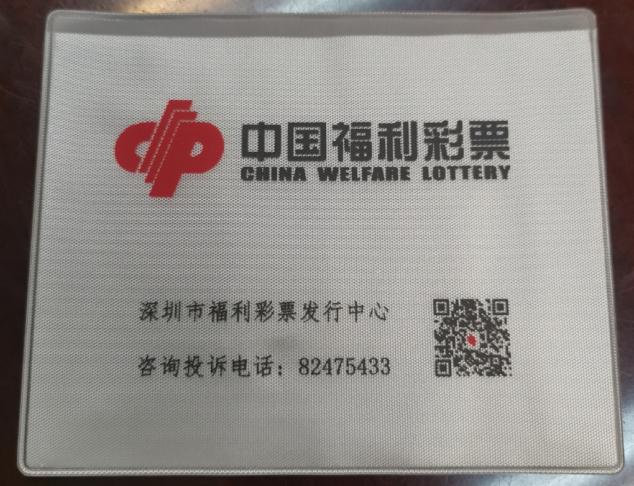 中国福利彩票
CHINA WELFARE LOTTERY
深圳市福利彩票发行中心
咨询投诉电话：82475433